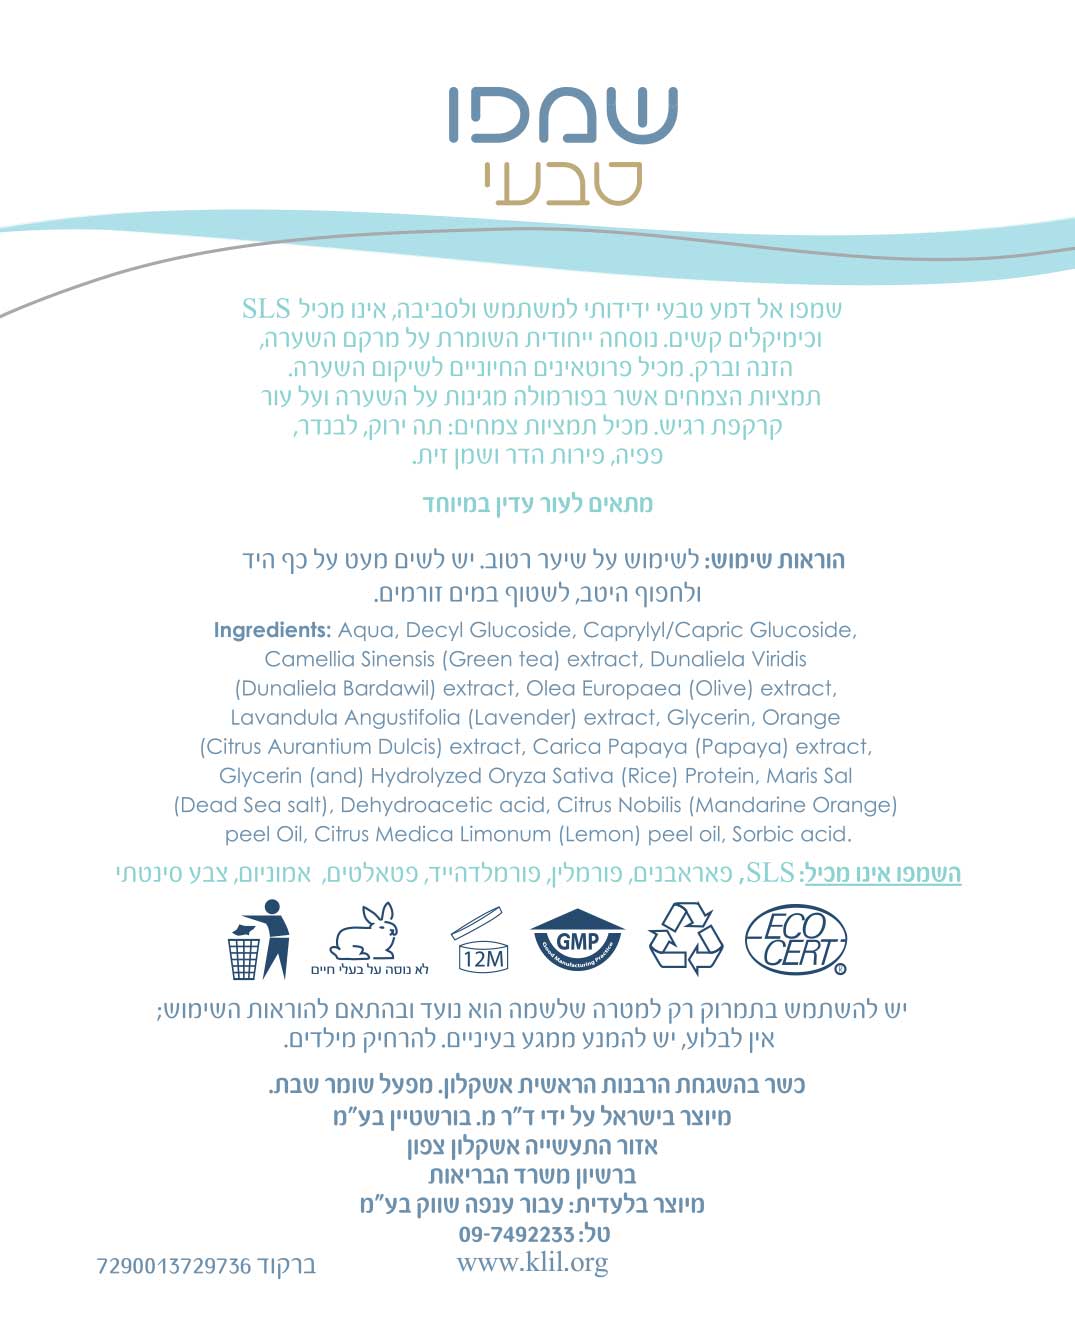 שמפו
טבעי
שמפו אל דמע טבעי ידידותי למשתמש ולסביבה, אינו מכיל SLS
וכימיקלים קשים. נוסחה ייחודית השומרת על מרקם השערה,
הזנה וברק. מכיל פרוטאינים החיוניים לשיקום השערה.
תמציות הצמחים אשר בפורמולה מגינות על השערה ועל עור
קרקפת רגיש. מכיל תמציות צמחים: תה ירוק, לבנדר,
פפיה, פירות הדר ושמן זית.
מתאים לעור עדין במיוחד
הוראות שימוש: לשימוש על שיער רטוב. יש לשים מעט על כף היד
ולחפוף היטב, לשטוף במים זורמים.
Ingredients: Aqua, Decyl Glucoside, Caprylyl/Capric Glucoside,
Camellia Sinensis (Green tea) extract, Dunaliela Viridis
(Dunaliela Bardawil) extract, Olea Europaea (Olive) extract,
Lavandula Angustifolia (Lavender) extract, Glycerin, Orange
(Citrus Aurantium Dulcis) extract, Carica Papaya (Papaya) extract,
Glycerin (and) Hydrolyzed Oryza Sativa (Rice) Protein, Maris Sal
(Dead Sea salt), Dehydroacetic acid, Citrus Nobilis (Mandarine Orange)
peel Oil, Citrus Medica Limonum (Lemon) peel oil, Sorbic acid.
השמפו אינו מכיל: SLS, פאראבנים, פורמלין, פורמלדהייד, פטאלטים, אמוניום, צבע סינטתי
ECO
CERT
®
GMP
Good Manufacturing Practice
12M
לא נוסה על בעלי חיים
יש להשתמש בתמרוק רק למטרה שלשמה הוא נועד ובהתאם להוראות השימוש;
אין לבלוע, יש להמנע ממגע בעיניים. להרחיק מילדים.
כשר בהשגחת הרבנות הראשית אשקלון. מפעל שומר שבת.
מיוצר בישראל על ידי ד"ר מ. בורשטיין בע"מ
אזור התעשייה אשקלון צפון
ברשיון משרד הבריאות
מיוצר בלעדית: עבור ענפה שווק בע"מ
טל: 09-7492233
www.klil.org
ברקוד 7290013729736